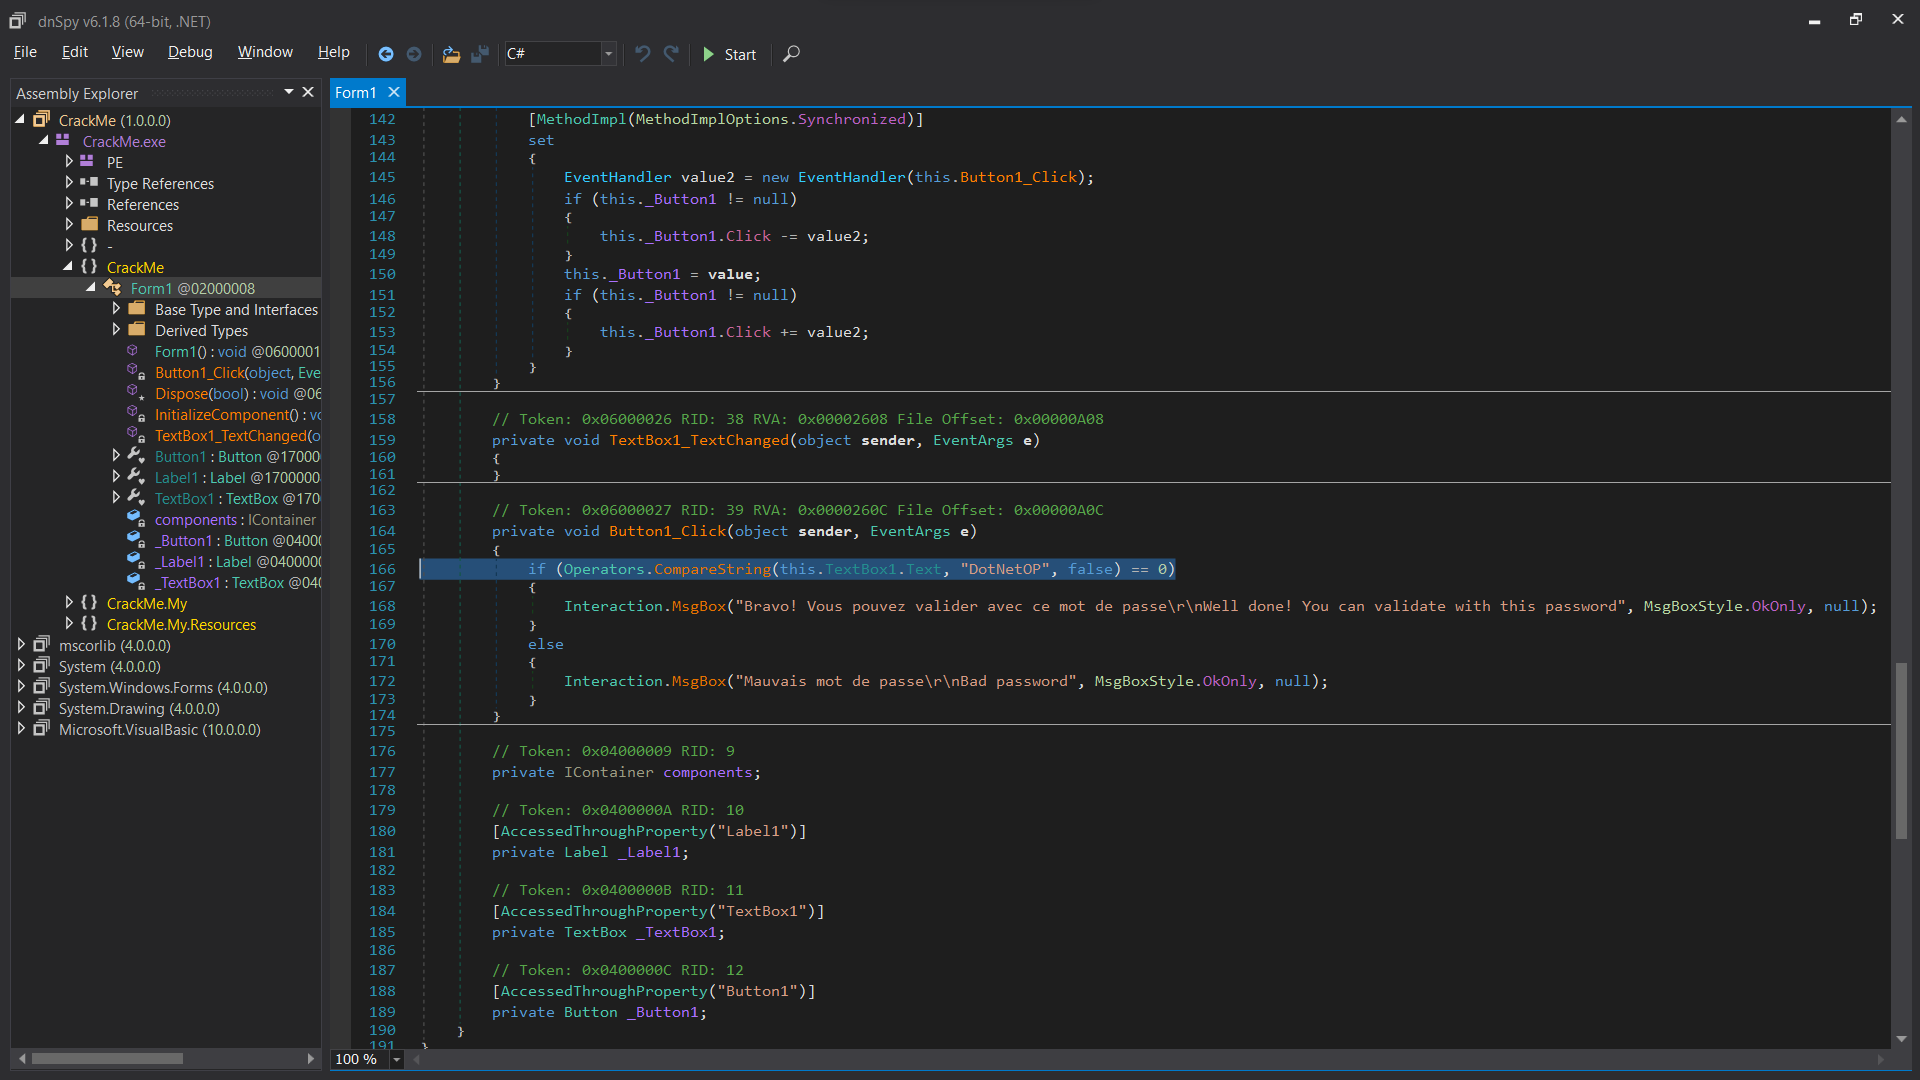 dnSpy v6.1.8 (64-bit, .NET)
File Edit View Debug Window Help C# Start
Assembly Explorer
CrackMe (1.0.0.0)
CrackMe.exe
PE
Type References
References
Resources
{ } -
{ } CrackMe
Form1 @02000008
Base Type and Interfaces
Derived Types
Form1() : void @0600001
Button1_Click(object, Eve
Dispose(bool) : void @06
InitializeComponent() : vo
TextBox1_TextChanged(o
Button1 : Button @17000
Label1 : Label @1700000
TextBox1 : TextBox @170
components : IContainer
_Button1 : Button @0400
_Label1 : Label @0400000
_TextBox1 : TextBox @040
{ } CrackMe.My
{ } CrackMe.My.Resources
mscorlib (4.0.0.0)
System (4.0.0.0)
System.Windows.Forms (4.0.0.0)
System.Drawing (4.0.0.0)
Microsoft.VisualBasic (10.0.0.0)
Form1
142 [MethodImpl(MethodImplOptions.Synchronized)]
143 set
144 {
145 EventHandler value2 = new EventHandler(this.Button1_Click);
146 if (this._Button1 != null)
147 {
148 this._Button1.Click -= value2;
149 }
150 this._Button1 = value;
151 if (this._Button1 != null)
152 {
153 this._Button1.Click += value2;
154 }
155 }
156 }
157
158 // Token: 0x06000026 RID: 38 RVA: 0x00002608 File Offset: 0x00000A08
159 private void TextBox1_TextChanged(object sender, EventArgs e)
160 {
161 }
162
163 // Token: 0x06000027 RID: 39 RVA: 0x0000260C File Offset: 0x00000A0C
164 private void Button1_Click(object sender, EventArgs e)
165 {
166 if (Operators.CompareString(this.TextBox1.Text, "DotNetOP", false) == 0)
167 {
168 Interaction.MsgBox("Bravo! Vous pouvez valider avec ce mot de passe\r\nWell done! You can validate with this password", MsgBoxStyle.OkOnly, null);
169 }
170 else
171 {
172 Interaction.MsgBox("Mauvais mot de passe\r\nBad password", MsgBoxStyle.OkOnly, null);
173 }
174 }
175
176 // Token: 0x04000009 RID: 9
177 private IContainer components;
178
179 // Token: 0x0400000A RID: 10
180 [AccessedThroughProperty("Label1")]
181 private Label _Label1;
182
183 // Token: 0x0400000B RID: 11
184 [AccessedThroughProperty("TextBox1")]
185 private TextBox _TextBox1;
186
187 // Token: 0x0400000C RID: 12
188 [AccessedThroughProperty("Button1")]
189 private Button _Button1;
190 }
191 }
100 %